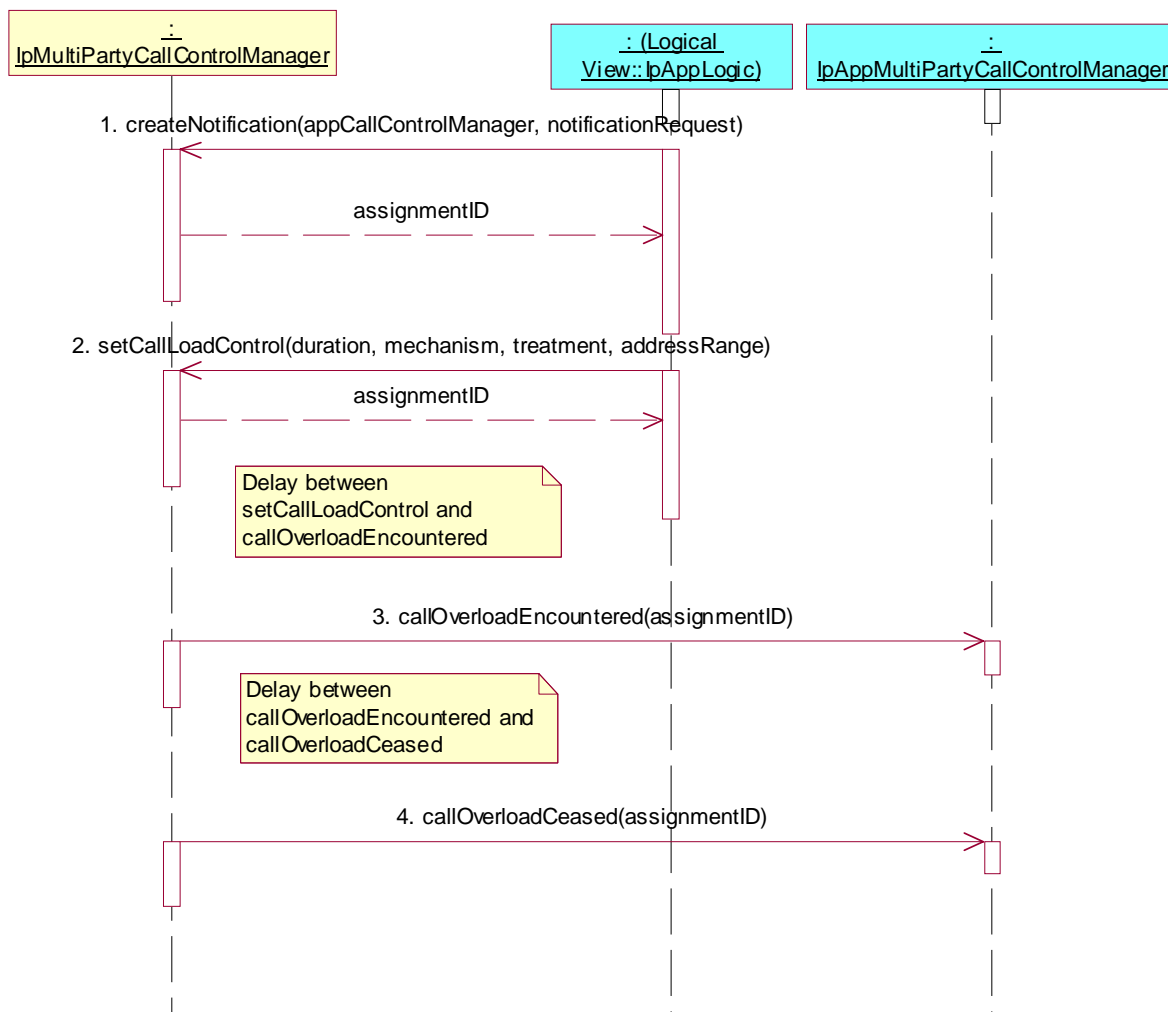 :
IpMultiPartyCallControlManager
: (Logical
View::IpAppLogic)
:
IpAppMultiPartyCallControlManager
1. createNotification(appCallControlManager, notificationRequest)
assignmentID
2. setCallLoadControl(duration, mechanism, treatment, addressRange)
assignmentID
Delay between
setCallLoadControl and
callOverloadEncountered
3. callOverloadEncountered(assignmentID)
Delay between
callOverloadEncountered and
callOverloadCeased
4. callOverloadCeased(assignmentID)